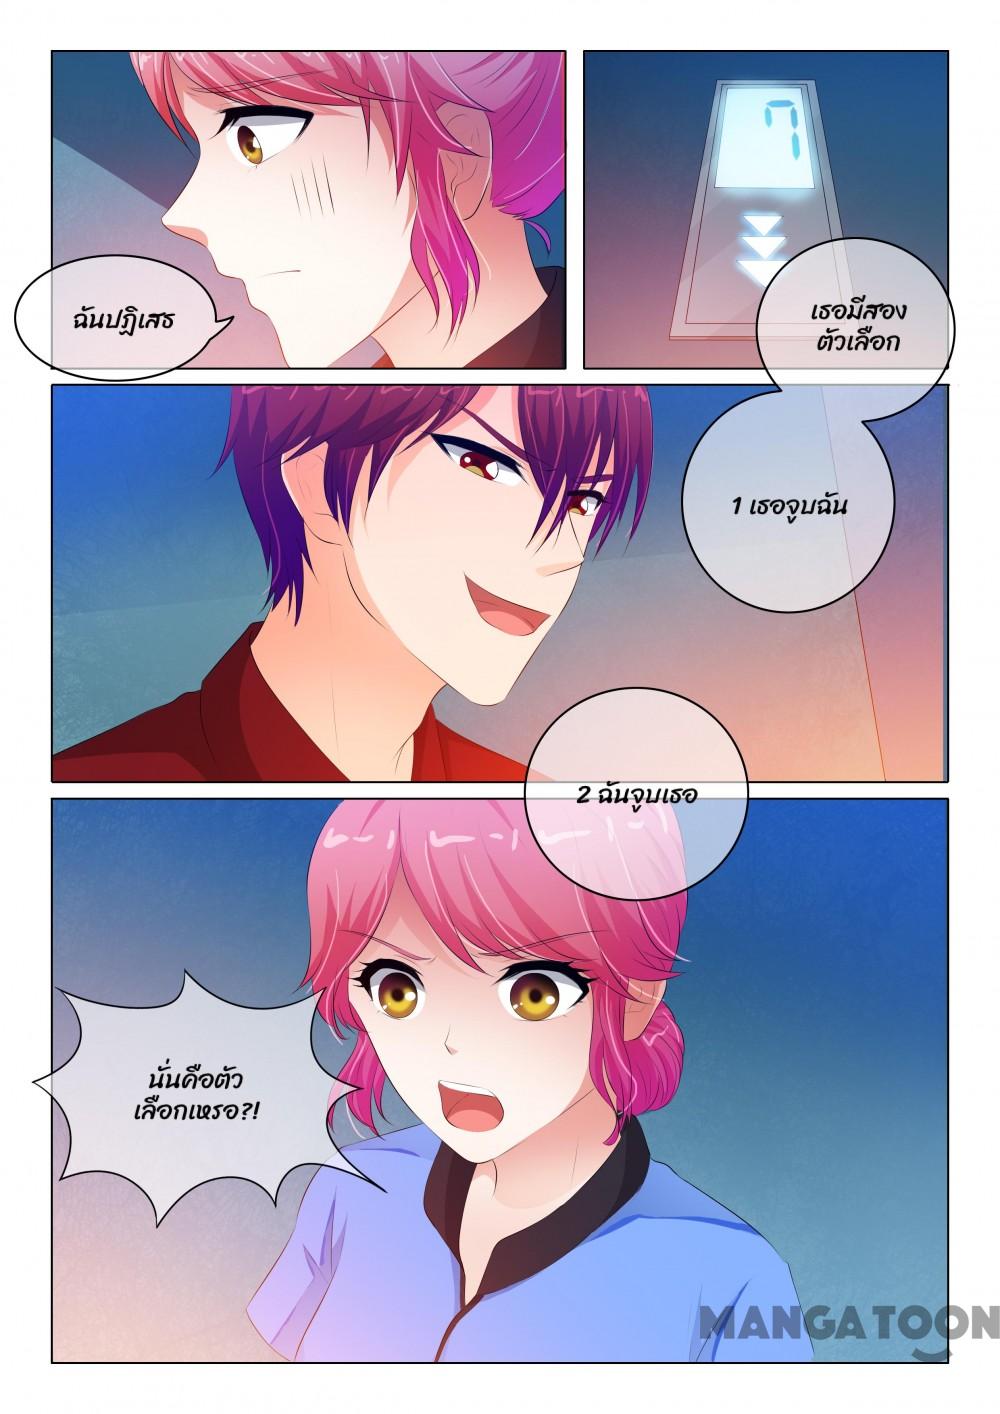 ฉันปฏิเสธ
7
เธอมีสอง
ตัวเลือก
1 เธอจูบฉัน
2 ฉันจูบเธอ
นั่นคือตัว
เลือกเหรอ?!
MANGATOON